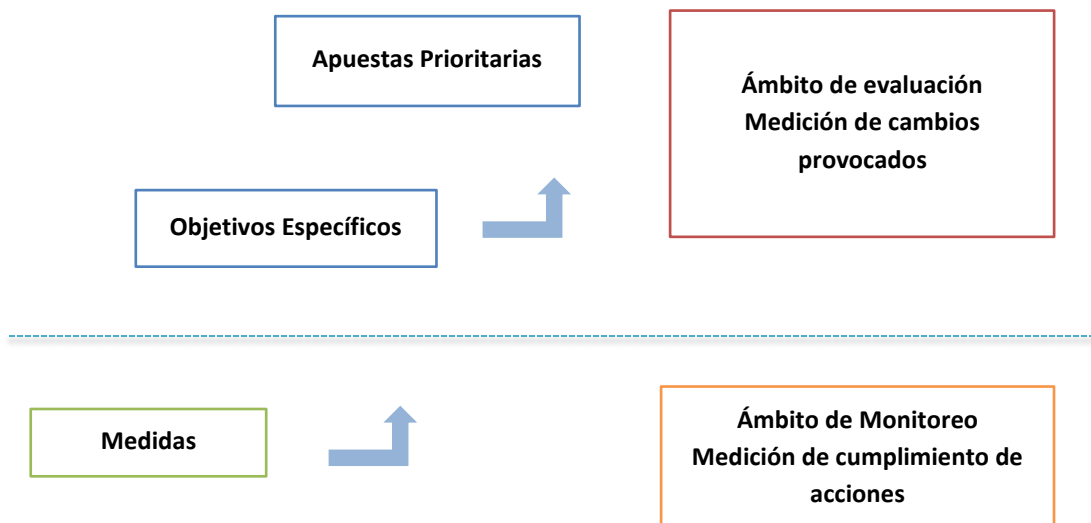 Apuestas Prioritarias
Ámbito de evaluación
Medición de cambios
provocados
Objetivos Específicos
Medidas
Ámbito de Monitoreo
Medición de cumplimiento de
acciones